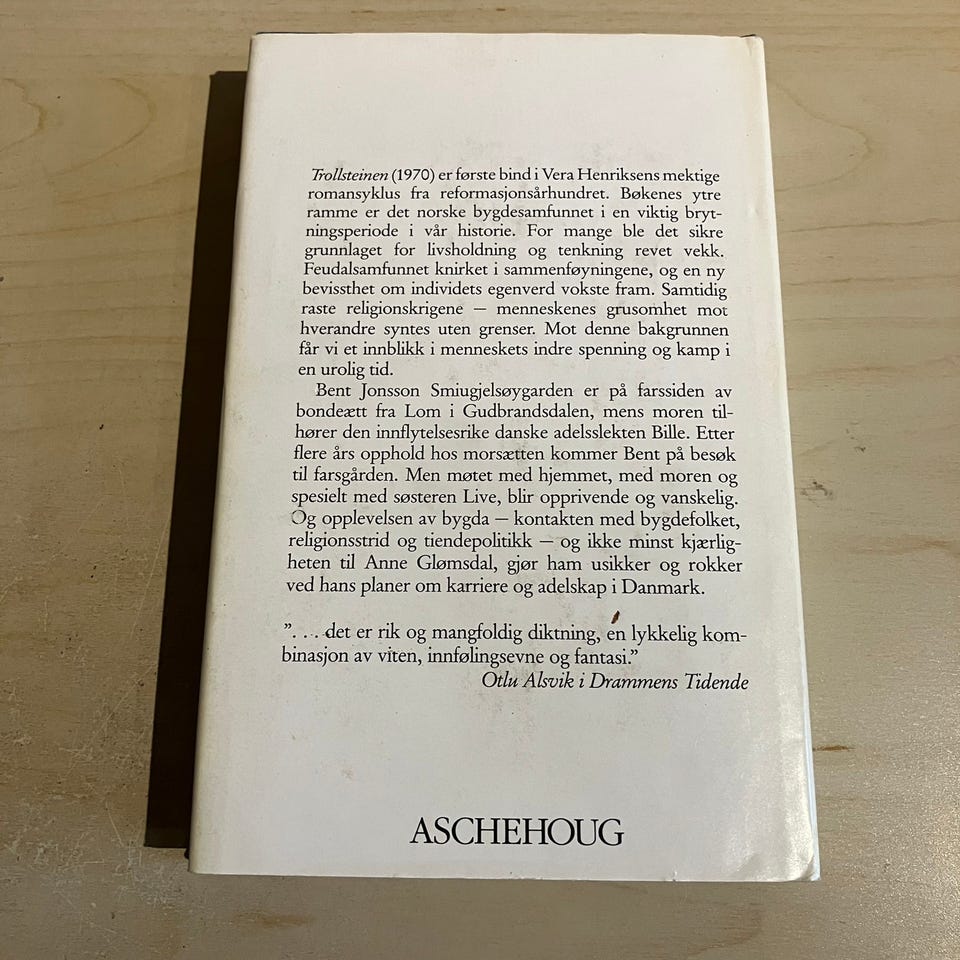 Trollsteinen (1970) er første bind i Vera Henriksens mektige
romansyklus fra reformasjonsårhundret. Bøkenes ytre
ramme er det norske bygdesamfunnet i en viktig bryt-
ningsperiode i vår historie. For mange ble det sikre
grunnlaget for livsholdning og tenkning revet vekk.
Feudalsamfunnet knirket i sammenføyningene, og en ny
bevissthet om individets egenverd vokste fram. Samtidig
raste religionskrigene — menneskenes grusomhet mot
hverandre syntes uten grenser. Mot denne bakgrunnen
får vi et innblikk i menneskets indre spenning og kamp i
en urolig tid.
Bent Jonsson Smiugjelsøygarden er på farssiden av
bondeætt fra Lom i Gudbrandsdalen, mens moren til-
hører den innflytelsesrike danske adelsslekten Bille. Etter
flere års opphold hos morsætten kommer Bent på besøk
til farsgården. Men møtet med hjemmet, med moren og
spesielt med søsteren Live, blir opprivende og vanskelig.
Og opplevelsen av bygda — kontakten med bygdefolket,
religionsstrid og tiendepolitikk — og ikke minst kjærlig-
heten til Anne Glømsdal, gjør ham usikker og rokker
ved hans planer om karriere og adelskap i Danmark.
”. . . det er rik og mangfoldig diktning, en lykkelig kom-
binasjon av viten, innfølingsevne og fantasi.”
Otlu Alsvik i Drammens Tidende
ASCHEHOUG